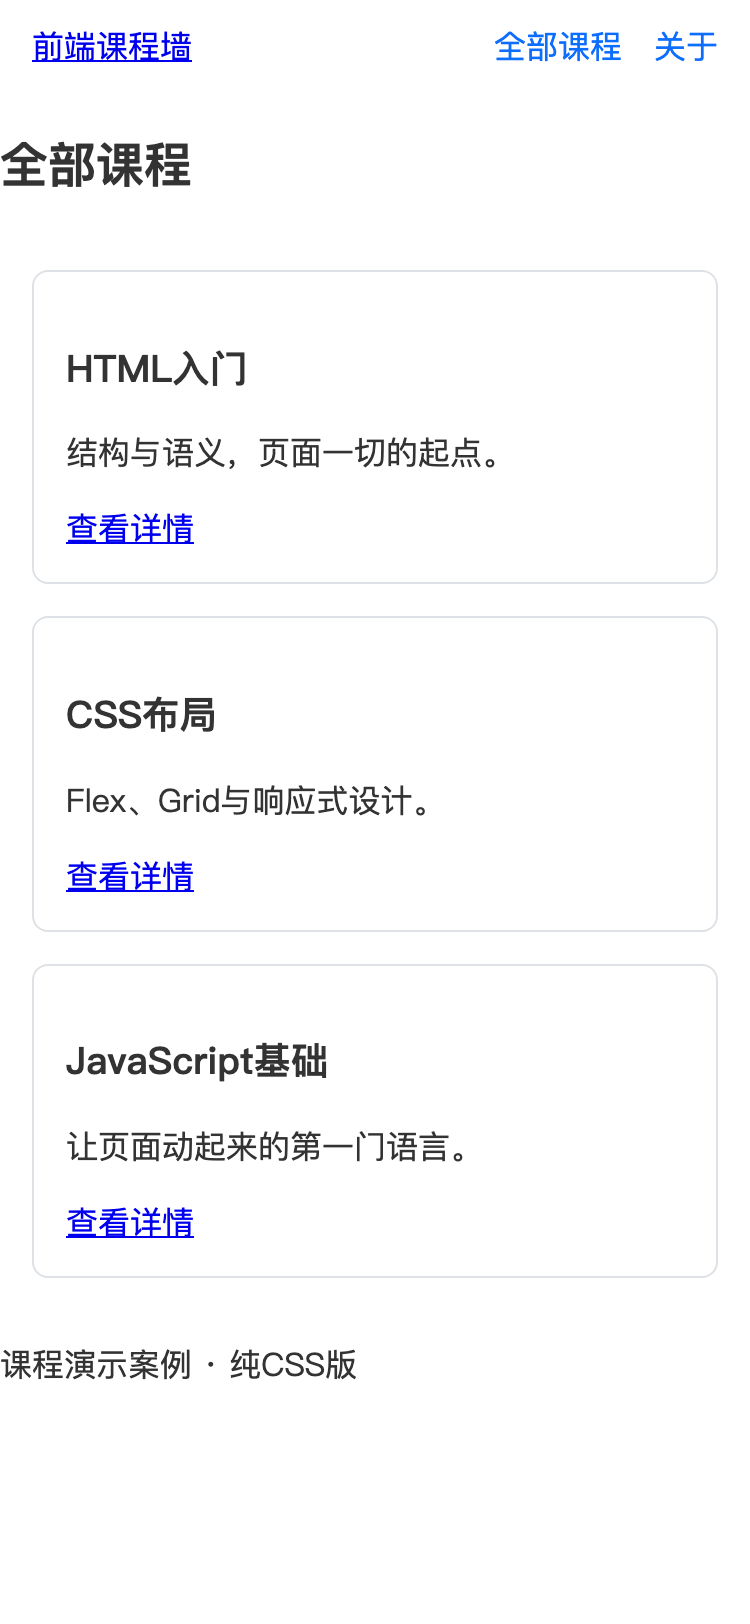 前端课程墙 全部课程 关于
全部课程
HTML入门
结构与语义，页面一切的起点。
查看详情
CSS布局
Flex、Grid与响应式设计。
查看详情
JavaScript基础
让页面动起来的第一门语言。
查看详情
课程演示案例 · 纯CSS版